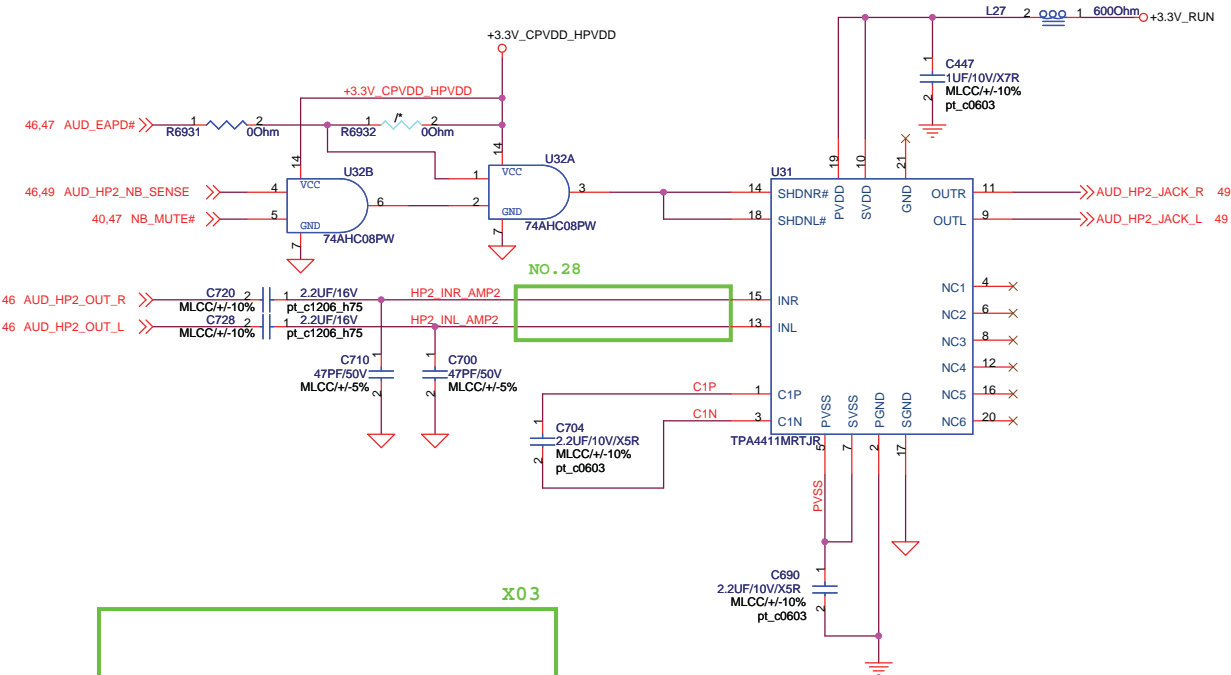 L27 2 1 600Ohm +3.3V_RUN
+3.3V_CPVDD_HPVDD
+3.3V_CPVDD_HPVDD
46,47 AUD_EAPD# 1 2 R6931 0Ohm
1 /* 2 R6932 0Ohm
C447
1UF/10V/X7R
MLCC/+/-10%
pt_c0603
1
2
14
U32B
VCC
46,49 AUD_HP2_NB_SENSE 4
40,47 NB_MUTE# 5
6
GND
74AHC08PW
7
14
U32A
VCC
1
2
3
GND
74AHC08PW
7
U31
19 10 21
PVDD SVDD GND
14 SHDNR#
18 SHDNL#
OUTR 11 AUD_HP2_JACK_R 49
OUTL 9 AUD_HP2_JACK_L 49
NO.28
46 AUD_HP2_OUT_R C720 2 1 2.2UF/16V HP2_INR_AMP2 15 INR
MLCC/+/-10% pt_c1206_h75
46 AUD_HP2_OUT_L C728 2 1 2.2UF/16V HP2_INL_AMP2 13 INL
MLCC/+/-10% pt_c1206_h75
NC1 4
NC2 6
NC3 8
NC4 12
NC5 16
NC6 20
1
C710
47PF/50V
MLCC/+/-5%
2
1
C700
47PF/50V
MLCC/+/-5%
2
C1P 1 C1P
C1N 3 C1N
1
C704
2.2UF/10V/X5R
MLCC/+/-10%
pt_c0603
2
PVSS SVSS PGND SGND
TPA4411MRTJR
5 7 2 17
PVSS
1
C690
2.2UF/10V/X5R
MLCC/+/-10%
pt_c0603
2
X03